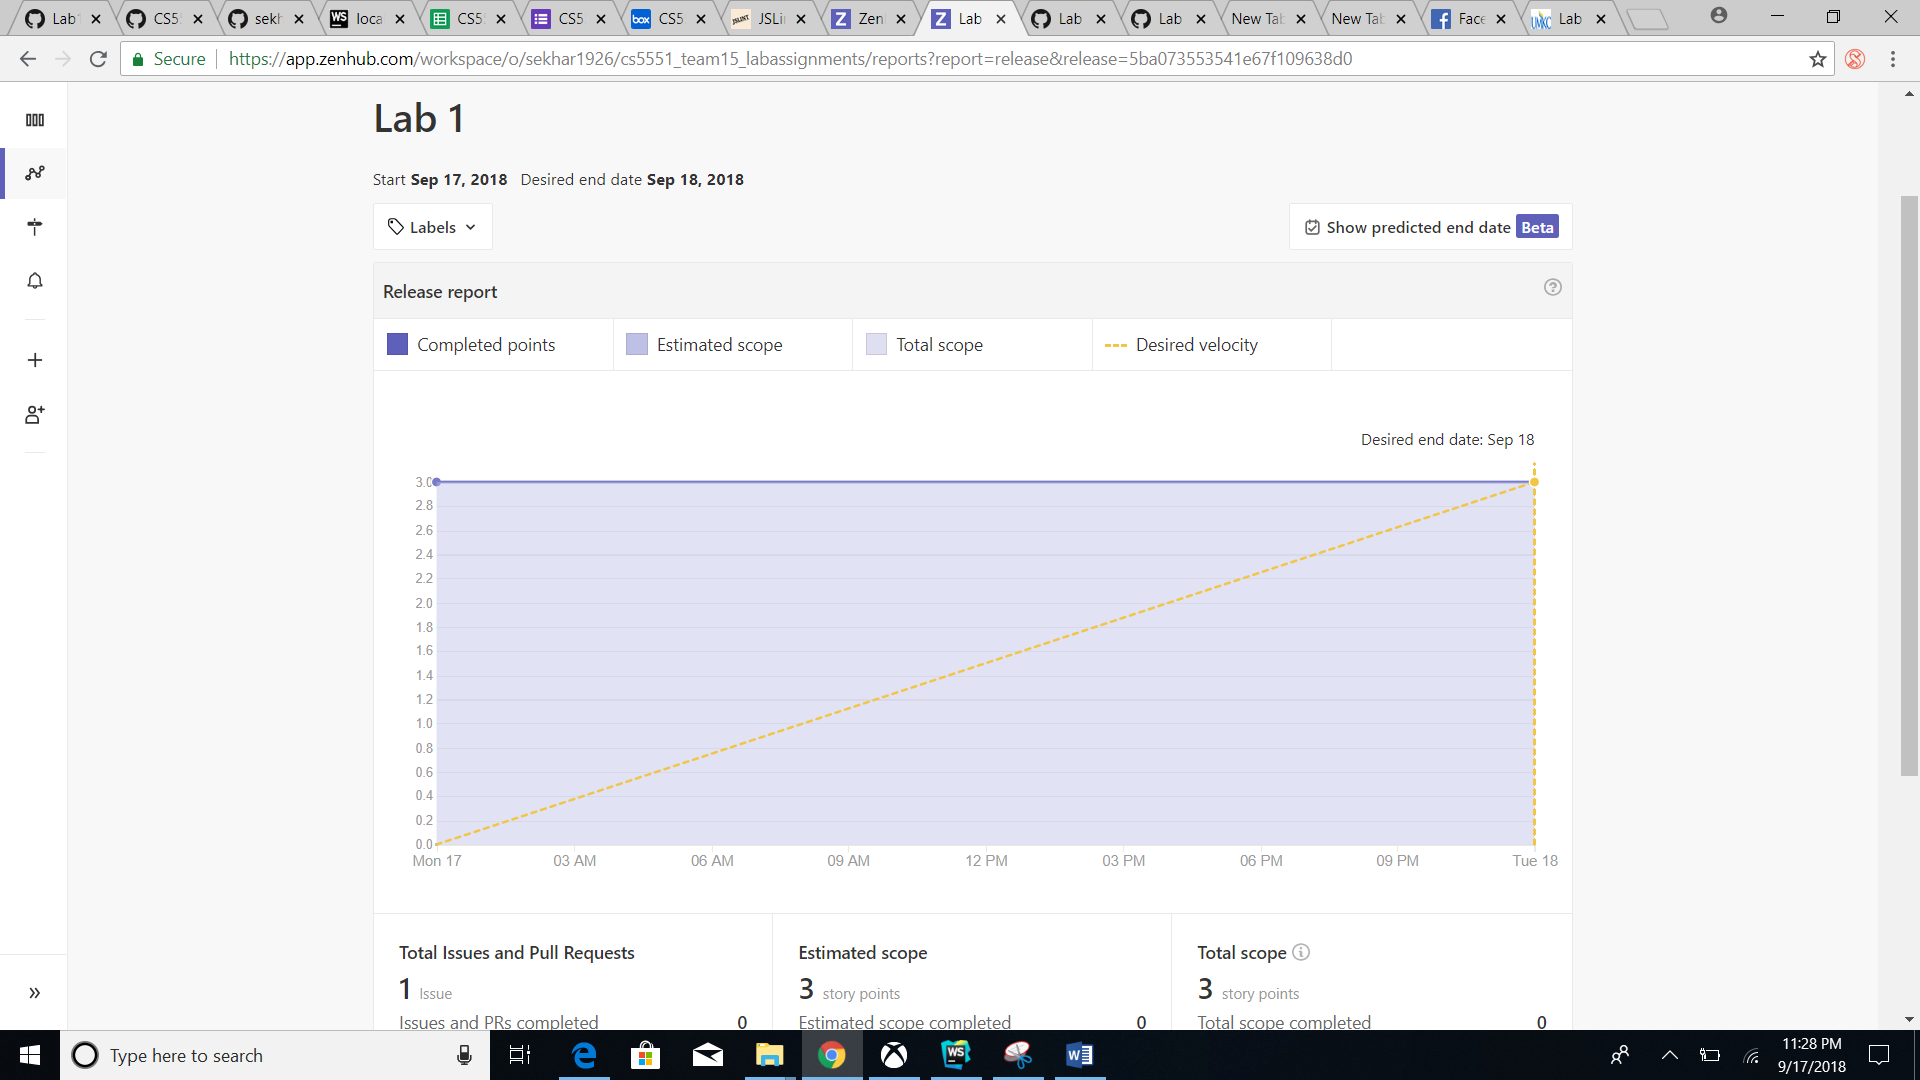 Lab
CS5
sekh
loca
CS5
CS5
CS5
JSLi
Zen
Lab
Lab
Lab
New Tab
New Tab
Face
Lab
Secure
https://app.zenhub.com/workspace/o/sekhar1926/cs5551_team15_labassignments/reports?report=release&release=5ba073553541e67f109638d0
Lab 1
Start Sep 17, 2018 Desired end date Sep 18, 2018
Labels
Show predicted end date Beta
Release report
Completed points
Estimated scope
Total scope
Desired velocity
Desired end date: Sep 18
3.0
2.8
2.6
2.4
2.2
2.0
1.8
1.6
1.4
1.2
1.0
0.8
0.6
0.4
0.2
0.0
Mon 17 03 AM 06 AM 09 AM 12 PM 03 PM 06 PM 09 PM Tue 18
Total Issues and Pull Requests
1 Issue
Issues and PRs completed 0
Estimated scope
3 story points
Estimated scope completed 0
Total scope
3 story points
Total scope completed 0
Type here to search
11:28 PM
9/17/2018